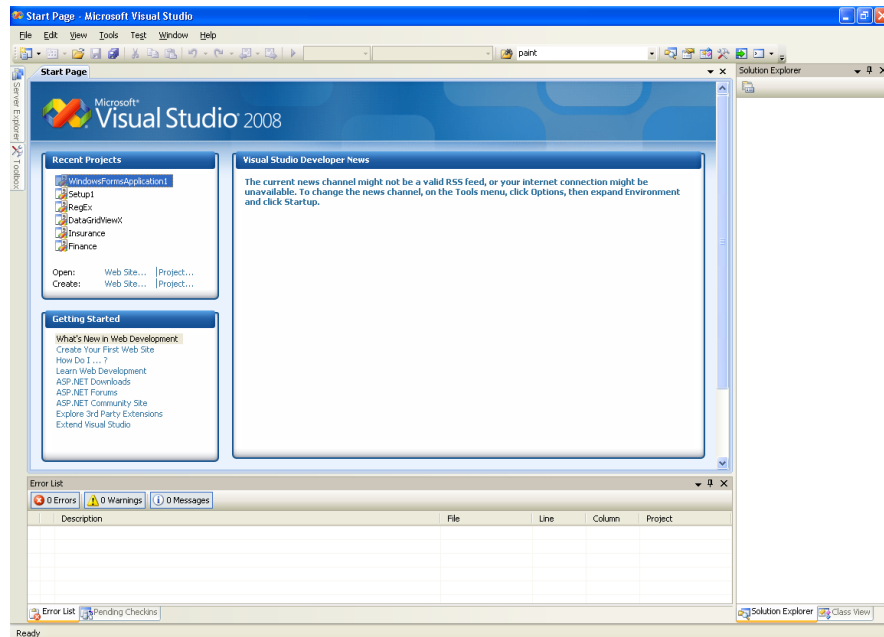 Start Page - Microsoft Visual Studio
File Edit View Tools Test Window Help
paint
Server Explorer
Toolbox
Start Page
Microsoft
Visual Studio 2008
Recent Projects
WindowsFormsApplication1
Setup1
RegEx
DataGridViewX
Insurance
Finance
Open: Web Site... |Project...
Create: Web Site... |Project...
Getting Started
What's New in Web Development
Create Your First Web Site
How Do I ... ?
Learn Web Development
ASP.NET Downloads
ASP.NET Forums
ASP.NET Community Site
Explore 3rd Party Extensions
Extend Visual Studio
Visual Studio Developer News
The current news channel might not be a valid RSS feed, or your internet connection might be
unavailable. To change the news channel, on the Tools menu, click Options, then expand Environment
and click Startup.
Solution Explorer
Error List
0 Errors 0 Warnings 0 Messages
Description File Line Column Project
Error List Pending Checkins
Solution Explorer Class View
Ready